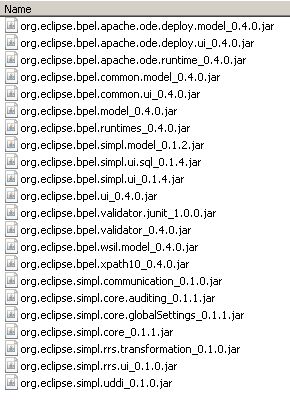 Name
org.eclipse.bpel.apache.ode.deploy.model_0.4.0.jar
org.eclipse.bpel.apache.ode.deploy.ui_0.4.0.jar
org.eclipse.bpel.apache.ode.runtime_0.4.0.jar
org.eclipse.bpel.common.model_0.4.0.jar
org.eclipse.bpel.common.ui_0.4.0.jar
org.eclipse.bpel.model_0.4.0.jar
org.eclipse.bpel.runtimes_0.4.0.jar
org.eclipse.bpel.simpl.model_0.1.2.jar
org.eclipse.bpel.simpl.ui.sql_0.1.4.jar
org.eclipse.bpel.simpl.ui_0.1.4.jar
org.eclipse.bpel.ui_0.4.0.jar
org.eclipse.bpel.validator.junit_1.0.0.jar
org.eclipse.bpel.validator_0.4.0.jar
org.eclipse.bpel.wsil.model_0.4.0.jar
org.eclipse.bpel.xpath10_0.4.0.jar
org.eclipse.simpl.communication_0.1.0.jar
org.eclipse.simpl.core.auditing_0.1.1.jar
org.eclipse.simpl.core.globalSettings_0.1.1.jar
org.eclipse.simpl.core_0.1.1.jar
org.eclipse.simpl.rrs.transformation_0.1.0.jar
org.eclipse.simpl.rrs.ui_0.1.0.jar
org.eclipse.simpl.uddi_0.1.0.jar